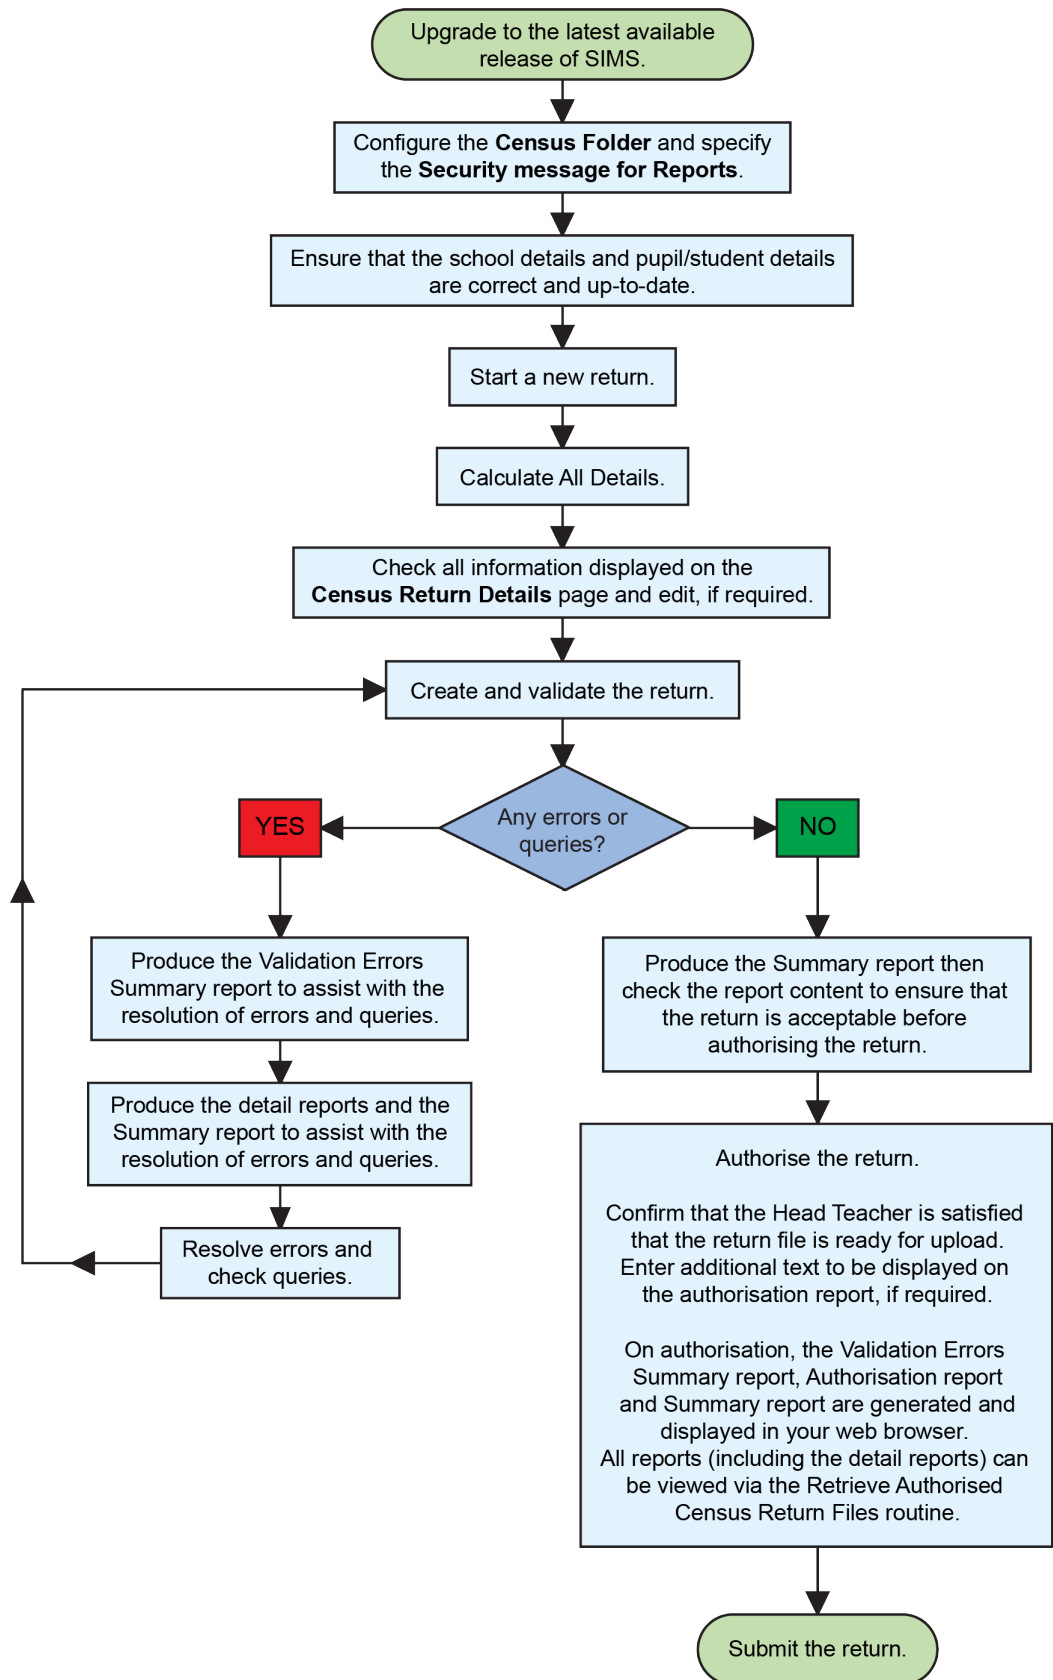 Upgrade to the latest available
release of SIMS.
Configure the Census Folder and specify
the Security message for Reports.
Ensure that the school details and pupil/student details
are correct and up-to-date.
Start a new return.
Calculate All Details.
Check all information displayed on the
Census Return Details page and edit, if required.
Create and validate the return.
Any errors or
queries?
YES
NO
Produce the Validation Errors
Summary report to assist with the
resolution of errors and queries.
Produce the detail reports and the
Summary report to assist with the
resolution of errors and queries.
Resolve errors and
check queries.
Produce the Summary report then
check the report content to ensure that
the return is acceptable before
authorising the return.
Authorise the return.
Confirm that the Head Teacher is satisfied
that the return file is ready for upload.
Enter additional text to be displayed on
the authorisation report, if required.
On authorisation, the Validation Errors
Summary report, Authorisation report
and Summary report are generated and
displayed in your web browser.
All reports (including the detail reports) can
be viewed via the Retrieve Authorised
Census Return Files routine.
Submit the return.